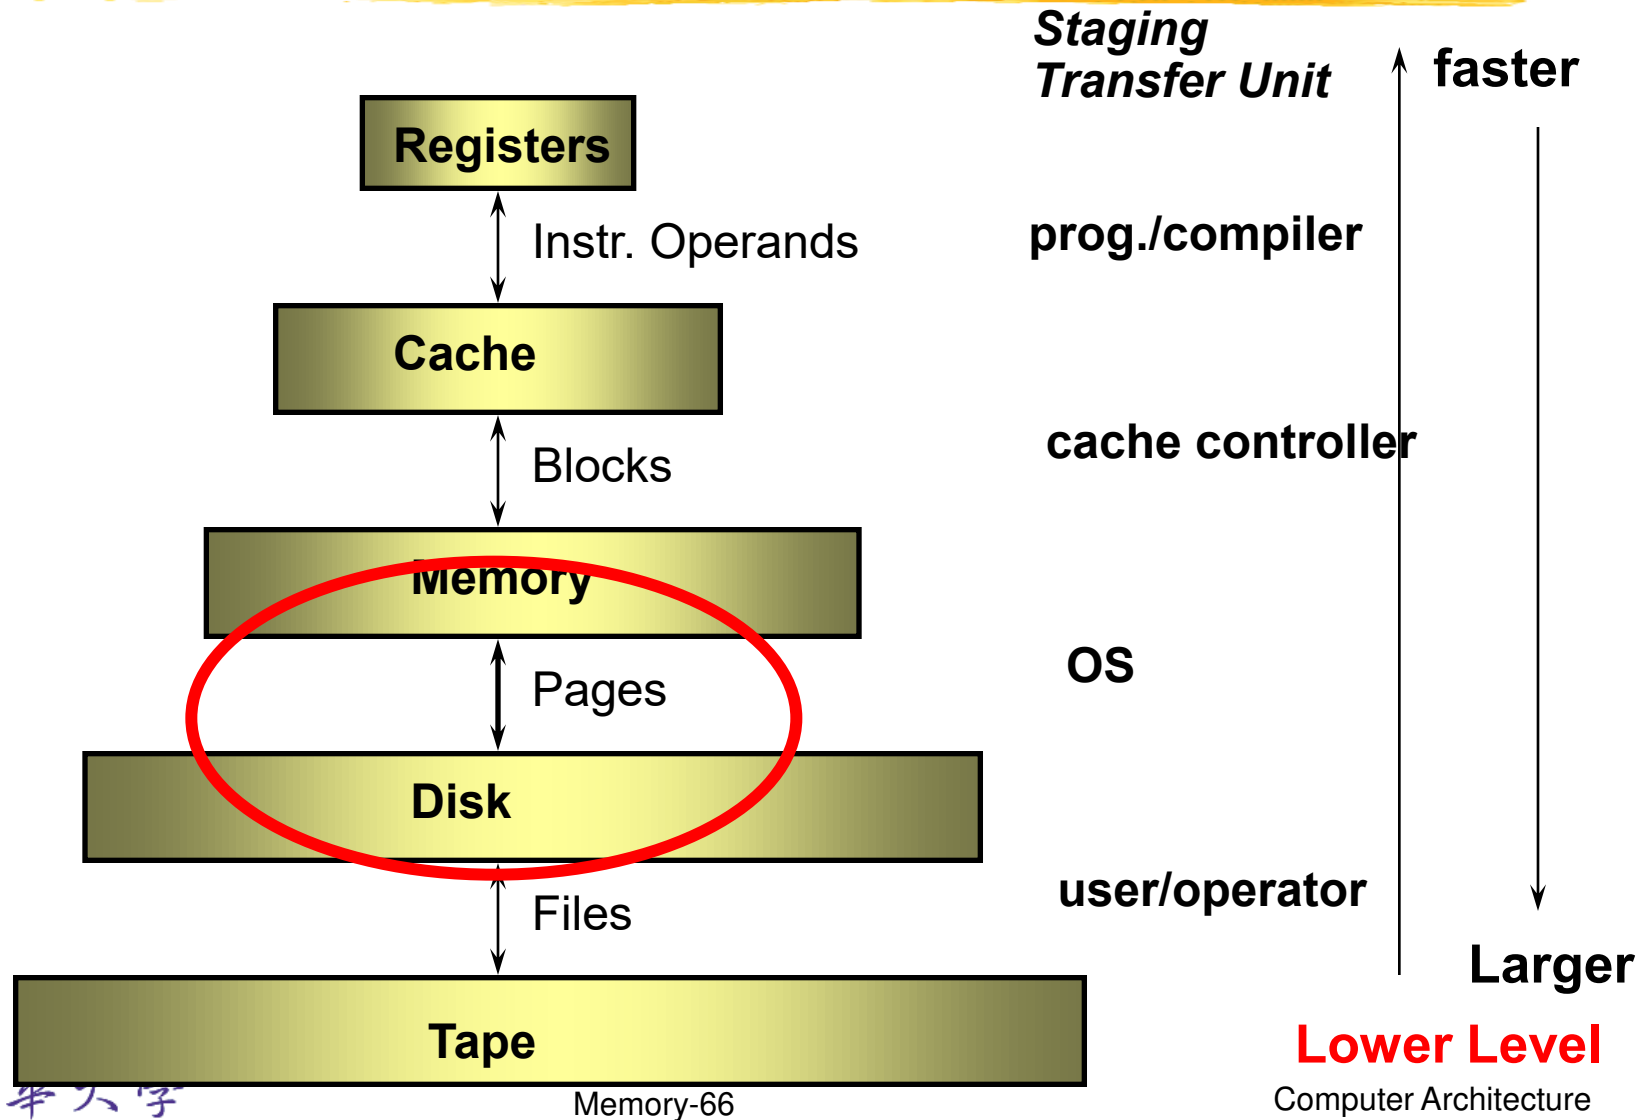 Staging
Transfer Unit
faster
Registers
Instr. Operands
prog./compiler
Cache
cache controller
Blocks
Memory
OS
Pages
Disk
user/operator
Files
Larger
Tape
Lower Level
Memory-66
Computer Architecture